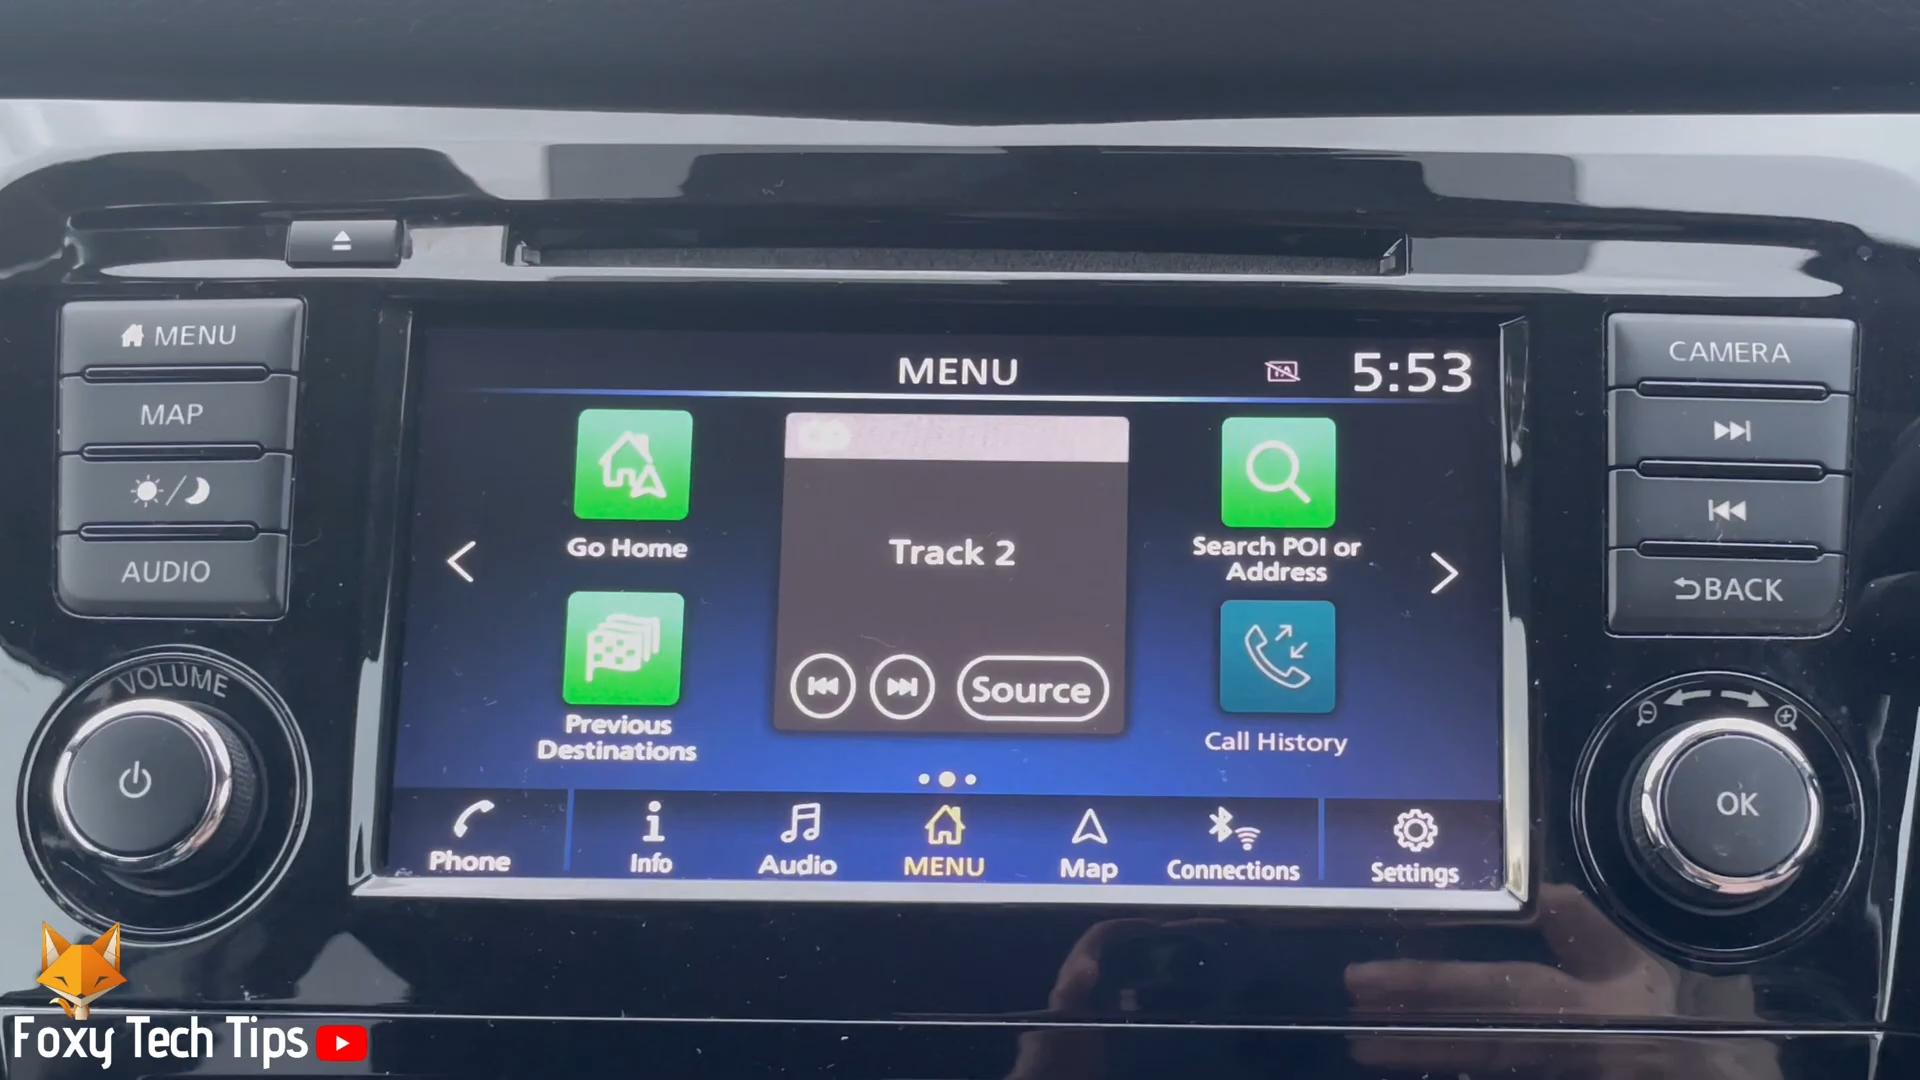 MENU
MAP
AUDIO
VOLUME
MENU
5:53
Go Home
Previous
Destinations
Track 2
Source
Search POI or
Address
Call History
Phone
Info
Audio
MENU
Map
Connections
Settings
CAMERA
BACK
OK
Foxy Tech Tips